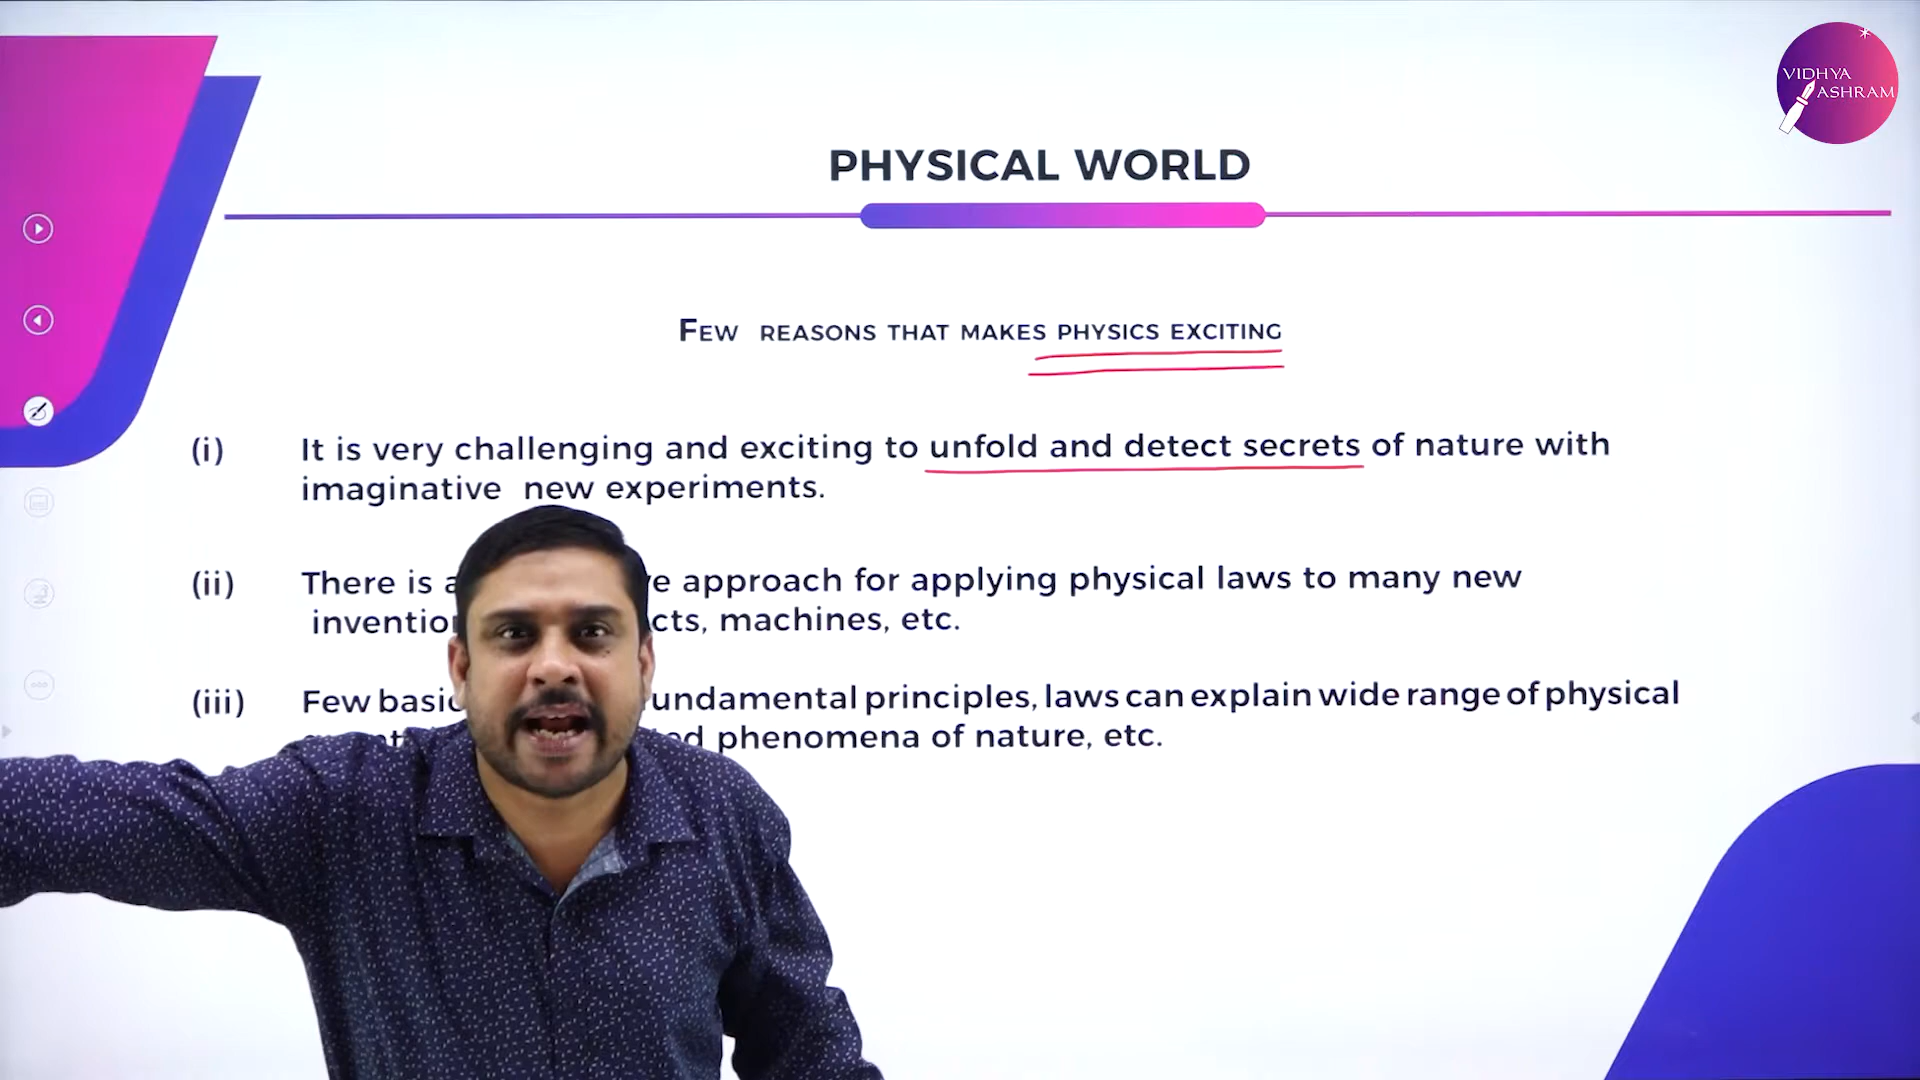 VIDHYA
ASHRAM
PHYSICAL WORLD
FEW REASONS THAT MAKES PHYSICS EXCITING
(i) It is very challenging and exciting to unfold and detect secrets of nature with
imaginative new experiments.
(ii) There is approach for applying physical laws to many new
machines, etc.
(iii) Few basic principles, laws can explain wide range of physical
phenomena of nature, etc.